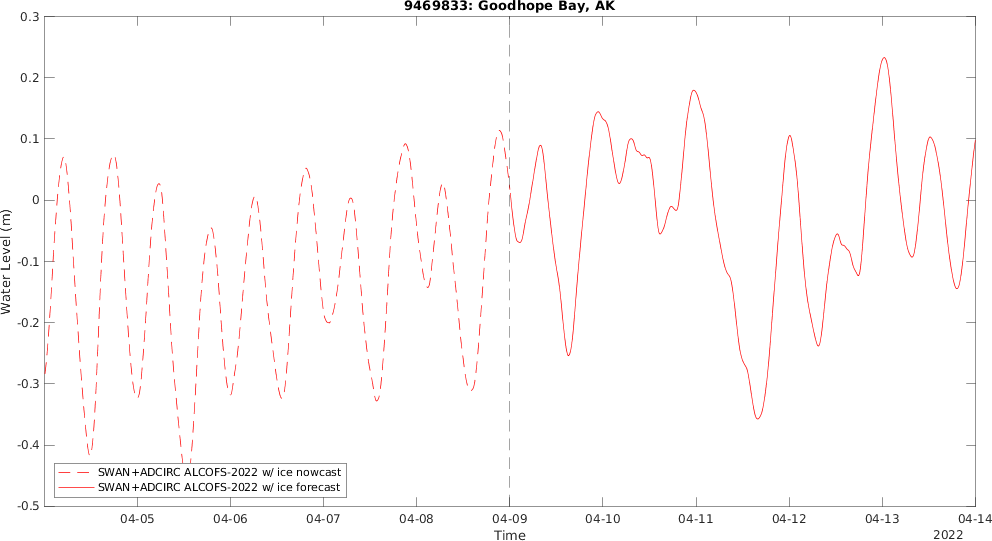 9469833: Goodhope Bay, AK
Water Level (m)
0.3
0.2
0.1
0
-0.1
-0.2
-0.3
-0.4
-0.5
SWAN+ADCIRC ALCOFS-2022 w/ ice nowcast
SWAN+ADCIRC ALCOFS-2022 w/ ice forecast
04-05 04-06 04-07 04-08 04-09 04-10 04-11 04-12 04-13 04-14
Time
2022